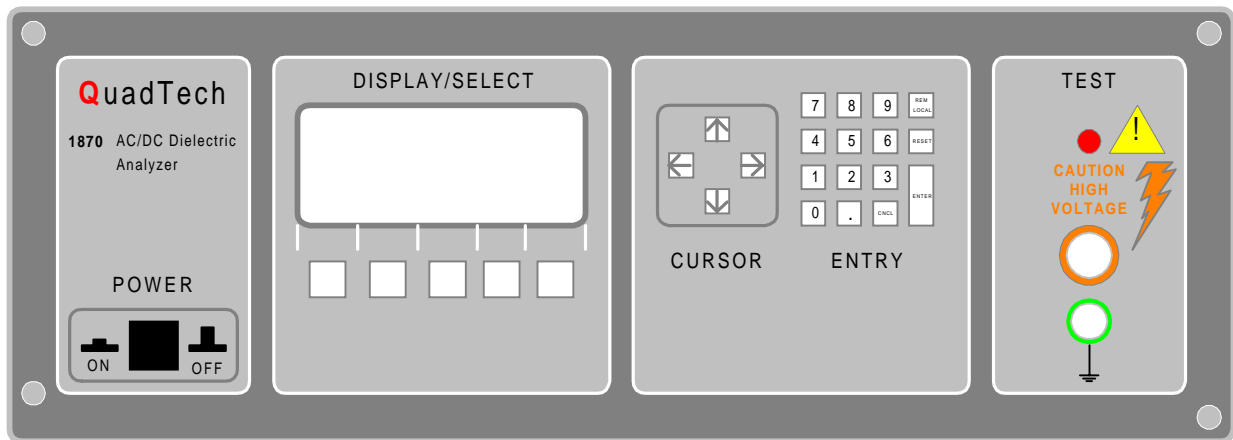 QuadTech
1870 AC/DC Dielectric
Analyzer
POWER
ON
OFF
DISPLAY/SELECT
CURSOR
7 8 9 REM
LOCAL
4 5 6 RESET
1 2 3
ENTER
0 . CNCL
ENTRY
TEST
!
CAUTION
HIGH
VOLTAGE